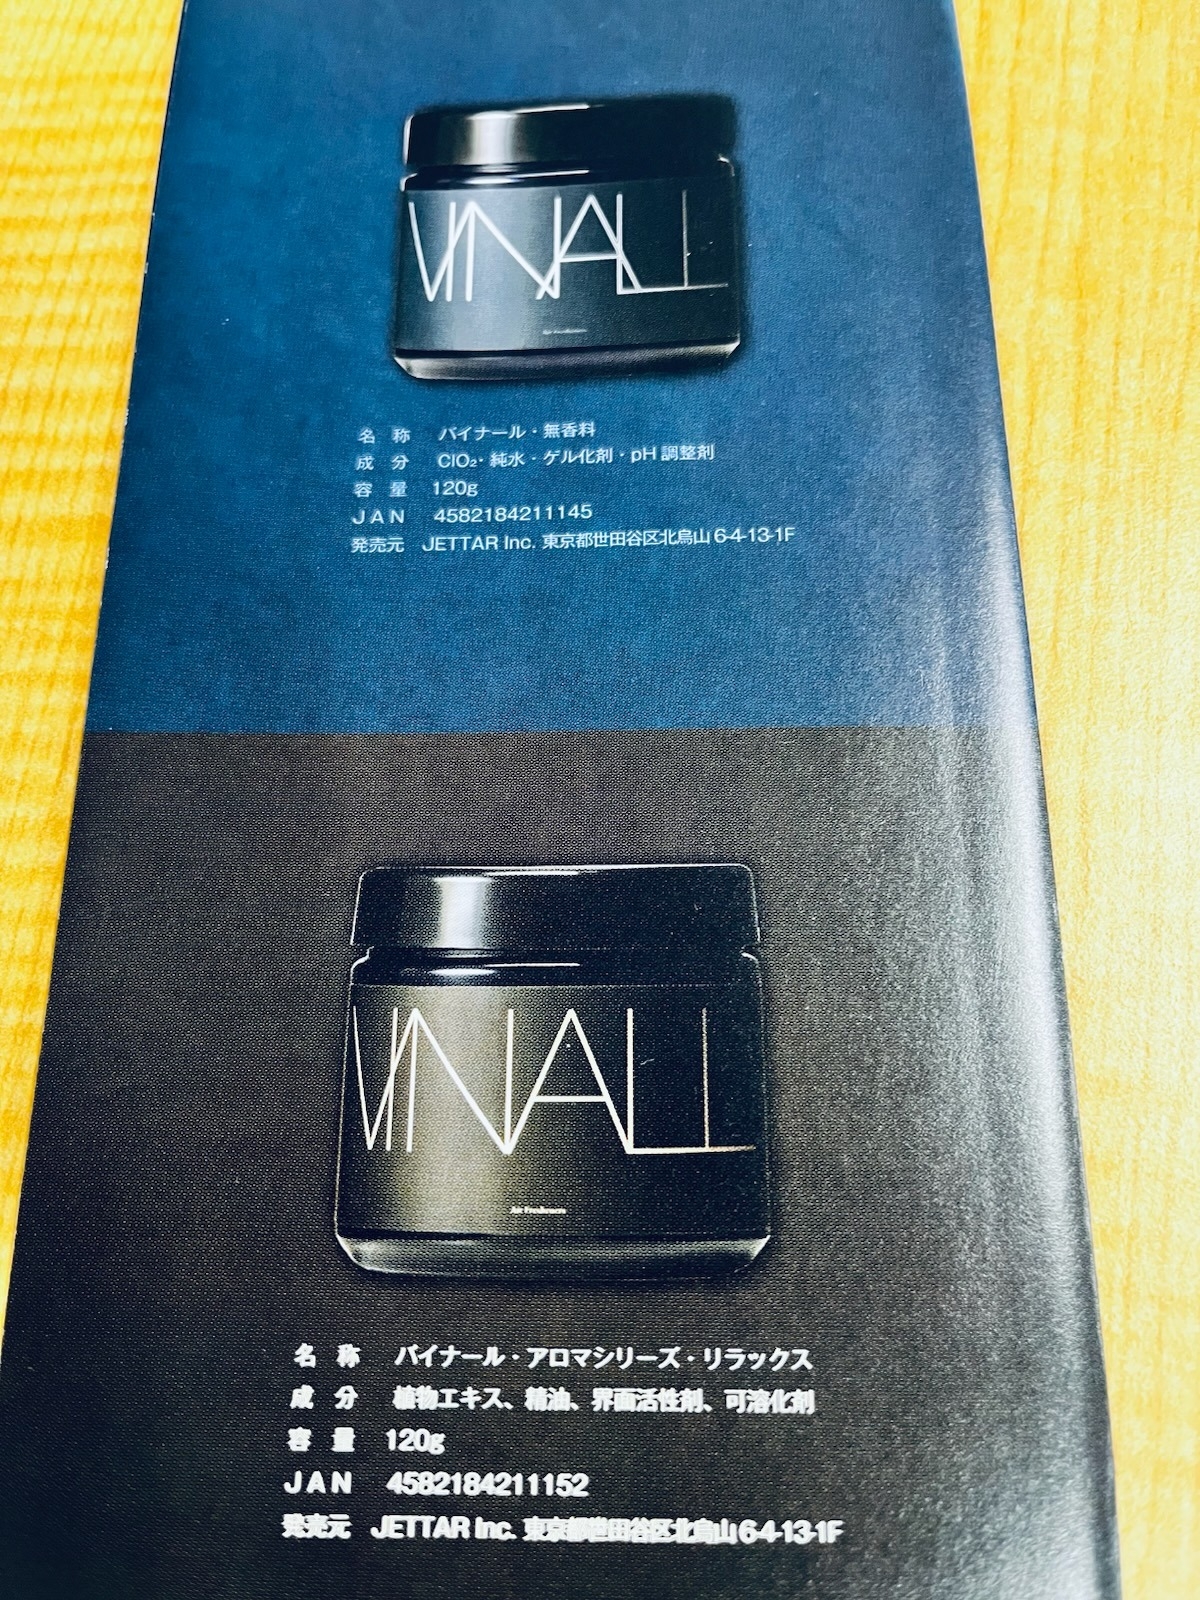 VINALL
Air Fresheners
名 称 バイナール・無香料
成 分 ClO₂・純水・ゲル化剤・pH 調整剤
容 量 120g
JAN 4582184211145
発売元 JETTAR Inc. 東京都世田谷区北烏山 6-4-13-1F
VINALL
Air Fresheners
名 称 バイナール・アロマシリーズ・リラックス
成 分 植物エキス、精油、界面活性剤、可溶化剤
容 量 120g
JAN 4582184211152
発売元 JETTAR Inc. 東京都世田谷区北烏山 6-4-13-1F